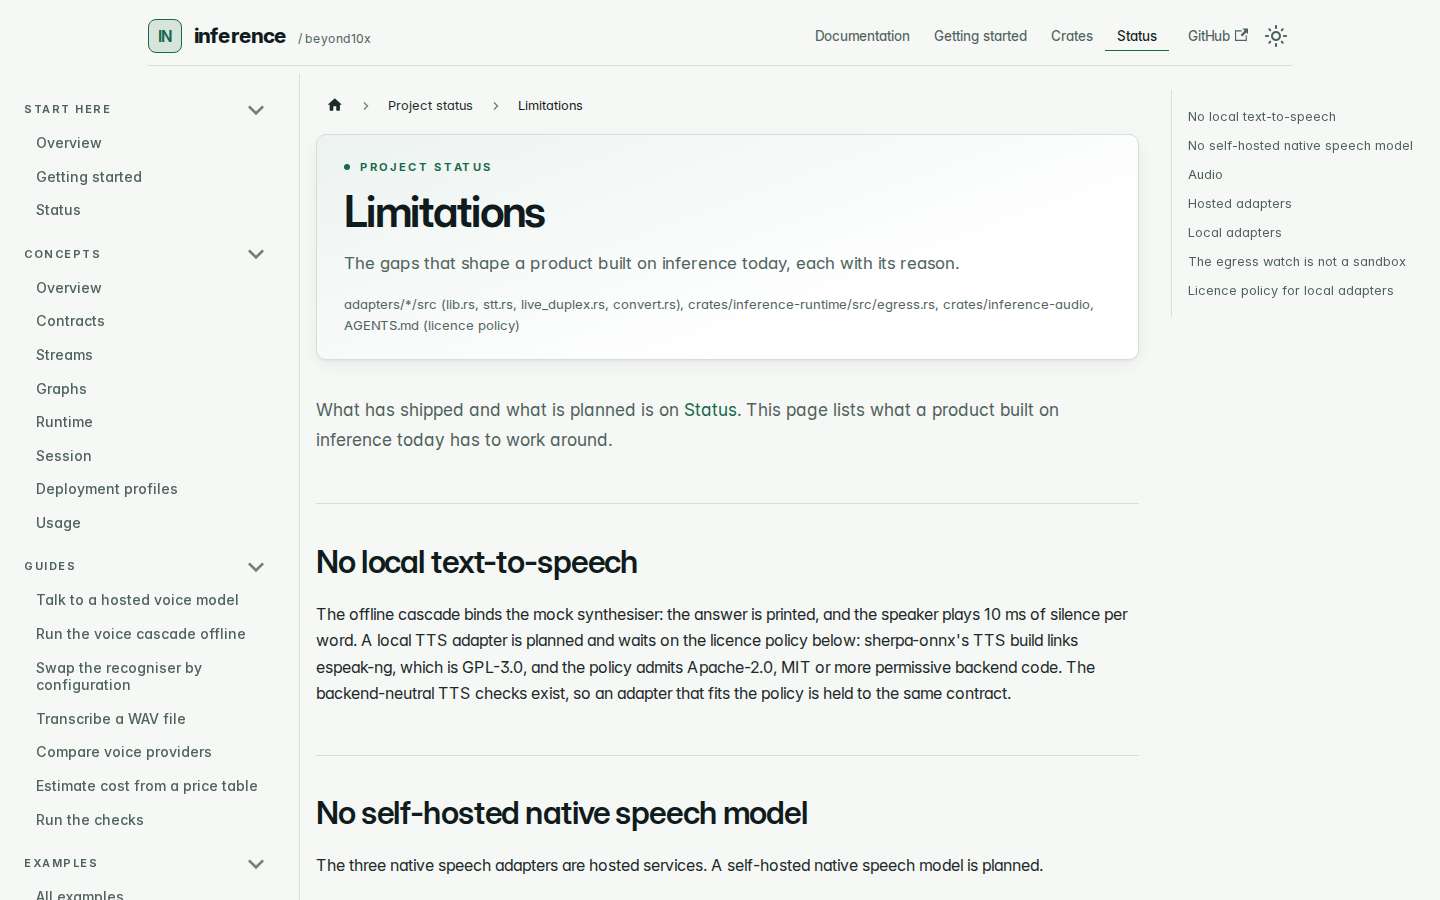 IN inference / beyond10x
Documentation Getting started Crates Status GitHub
START HERE
Overview
Getting started
Status
CONCEPTS
Overview
Contracts
Streams
Graphs
Runtime
Session
Deployment profiles
Usage
GUIDES
Talk to a hosted voice model
Run the voice cascade offline
Swap the recogniser by
configuration
Transcribe a WAV file
Compare voice providers
Estimate cost from a price table
Run the checks
EXAMPLES
All examples
Project status Limitations
PROJECT STATUS
Limitations
The gaps that shape a product built on inference today, each with its reason.
adapters/*/src (lib.rs, stt.rs, live_duplex.rs, convert.rs), crates/inference-runtime/src/egress.rs, crates/inference-audio,
AGENTS.md (licence policy)
What has shipped and what is planned is on Status. This page lists what a product built on
inference today has to work around.
No local text-to-speech
The offline cascade binds the mock synthesiser: the answer is printed, and the speaker plays 10 ms of silence per
word. A local TTS adapter is planned and waits on the licence policy below: sherpa-onnx's TTS build links
espeak-ng, which is GPL-3.0, and the policy admits Apache-2.0, MIT or more permissive backend code. The
backend-neutral TTS checks exist, so an adapter that fits the policy is held to the same contract.
No self-hosted native speech model
The three native speech adapters are hosted services. A self-hosted native speech model is planned.
No local text-to-speech
No self-hosted native speech model
Audio
Hosted adapters
Local adapters
The egress watch is not a sandbox
Licence policy for local adapters